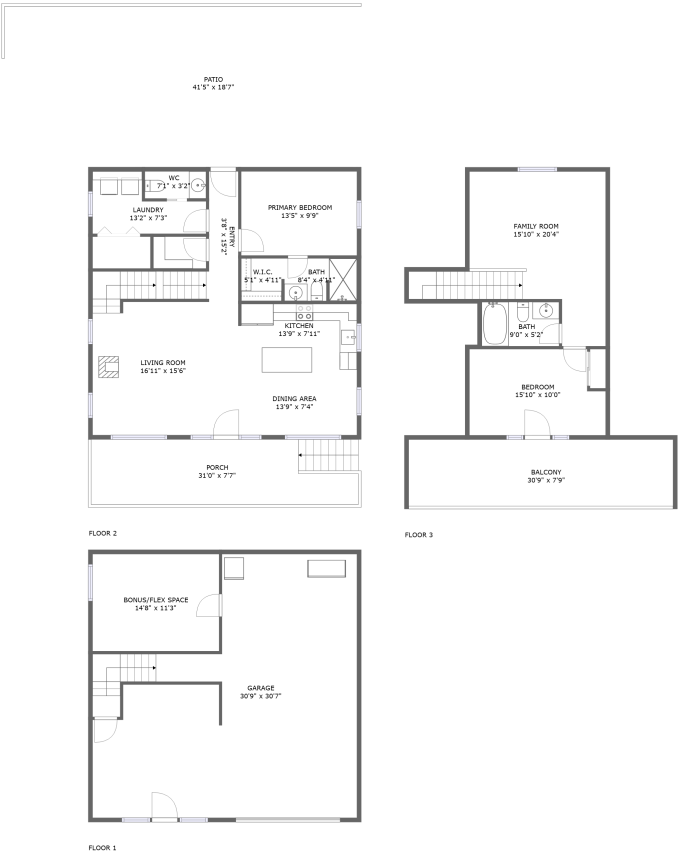 PATIO
41'5" x 18'7"
WC
7'1" x 3'2"
LAUNDRY
13'2" x 7'3"
ENTRY
3'8" x 15'2"
PRIMARY BEDROOM
13'5" x 9'9"
W.I.C.
5'1" x 4'11"
BATH
8'4" x 4'11"
KITCHEN
13'9" x 7'11"
LIVING ROOM
16'11" x 15'6"
DINING AREA
13'9" x 7'4"
PORCH
31'0" x 7'7"
FLOOR 2
FAMILY ROOM
15'10" x 20'4"
BATH
9'0" x 5'2"
BEDROOM
15'10" x 10'0"
BALCONY
30'9" x 7'9"
FLOOR 3
BONUS/FLEX SPACE
14'8" x 11'3"
GARAGE
30'9" x 30'7"
FLOOR 1